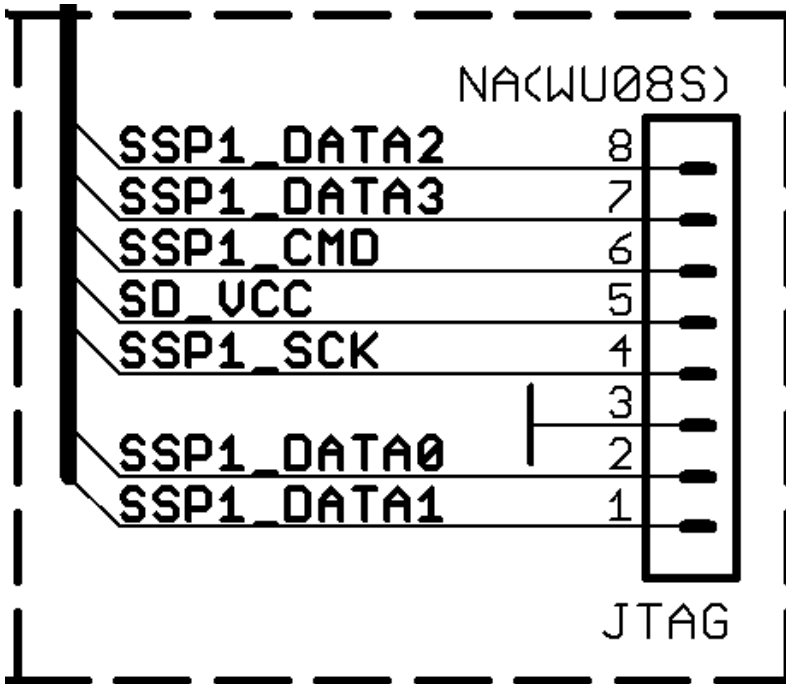 NA(WU08S)
SSP1_DATA2 8
SSP1_DATA3 7
SSP1_CMD 6
SD_VCC 5
SSP1_SCK 4
3
SSP1_DATA0 2
SSP1_DATA1 1
JTAG